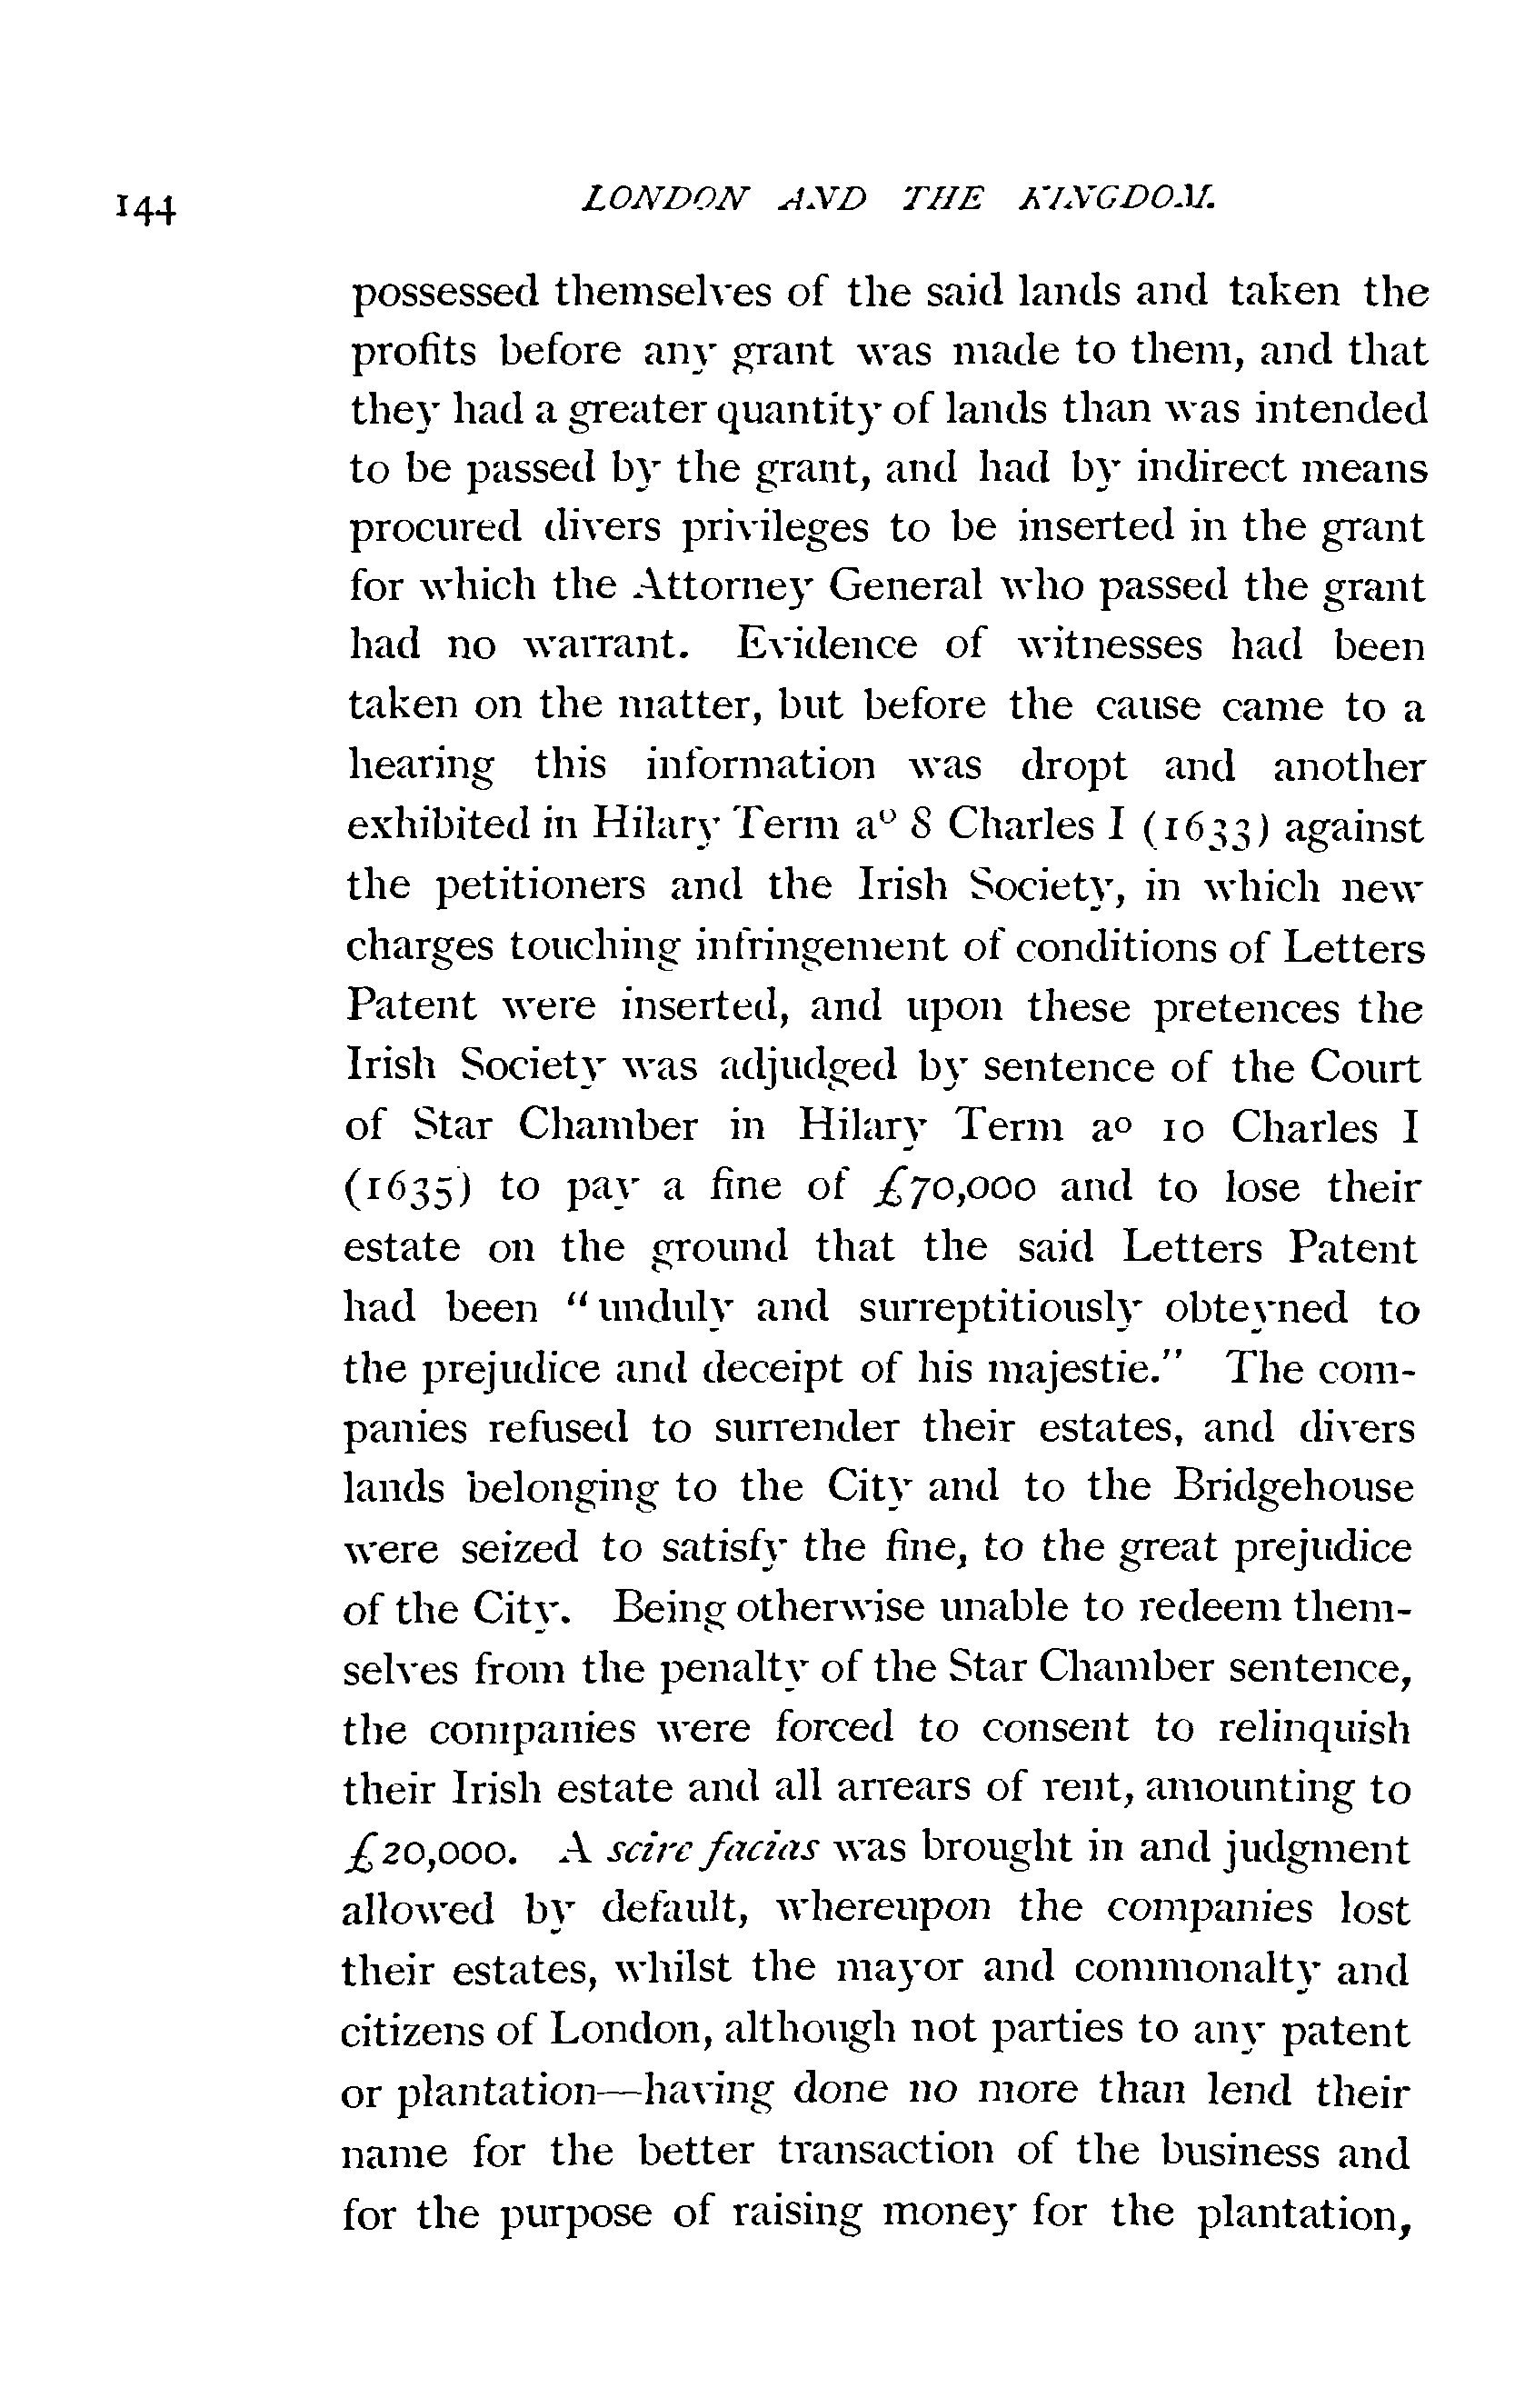 144 LONDON AND THE KINGDOM.
possessed themselves of the said lands and taken the
profits before any grant was made to them, and that
they had a greater quantity of lands than was intended
to be passed by the grant, and had by indirect means
procured divers privileges to be inserted in the grant
for which the Attorney General who passed the grant
had no warrant. Evidence of witnesses had been
taken on the matter, but before the cause came to a
hearing this information was dropt and another
exhibited in Hilary Term aº 8 Charles I (1633) against
the petitioners and the Irish Society, in which new
charges touching infringement of conditions of Letters
Patent were inserted, and upon these pretences the
Irish Society was adjudged by sentence of the Court
of Star Chamber in Hilary Term aº 10 Charles I
(1635) to pay a fine of £70,000 and to lose their
estate on the ground that the said Letters Patent
had been “unduly and surreptitiously obteyned to
the prejudice and deceipt of his majestie.” The com-
panies refused to surrender their estates, and divers
lands belonging to the City and to the Bridgehouse
were seized to satisfy the fine, to the great prejudice
of the City. Being otherwise unable to redeem them-
selves from the penalty of the Star Chamber sentence,
the companies were forced to consent to relinquish
their Irish estate and all arrears of rent, amounting to
£20,000. A scire facias was brought in and judgment
allowed by default, whereupon the companies lost
their estates, whilst the mayor and commonalty and
citizens of London, although not parties to any patent
or plantation—having done no more than lend their
name for the better transaction of the business and
for the purpose of raising money for the plantation,